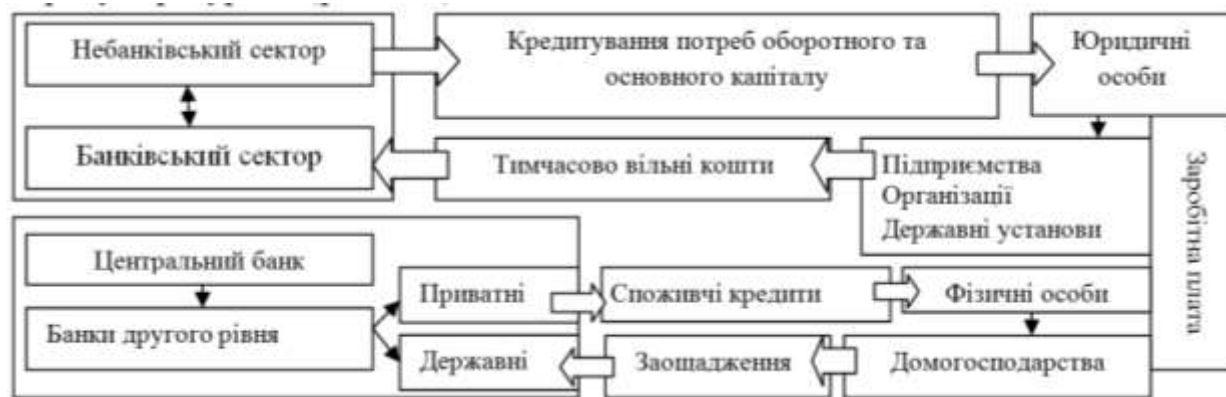 Небанківський сектор
Кредитування потреб оборотного та
основного капіталу
Юридичні
особи
Банківський сектор
Тимчасово вільні кошти
Підприємства
Організації
Державні установи
Заробітна плата
Центральний банк
Банки другого рівня
Приватні
Споживчі кредити
Фізичні особи
Державні
Заощадження
Домогосподарства